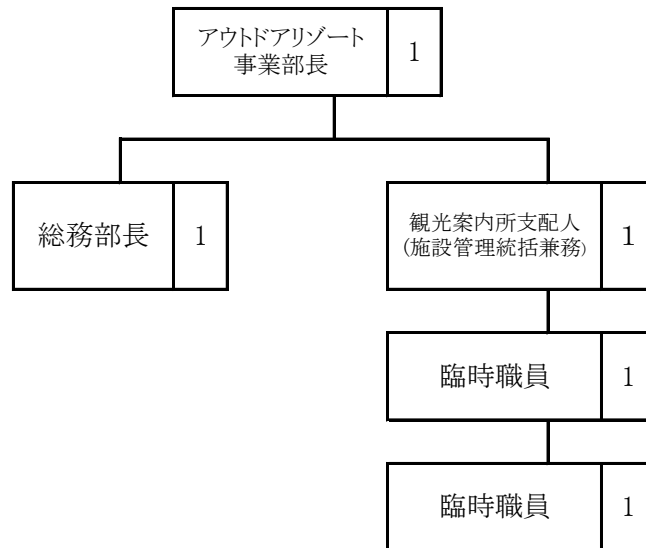 アウトドアリゾート
事業部長
1
総務部長
1
観光案内所支配人
(施設管理統括兼務)
1
臨時職員
1
臨時職員
1